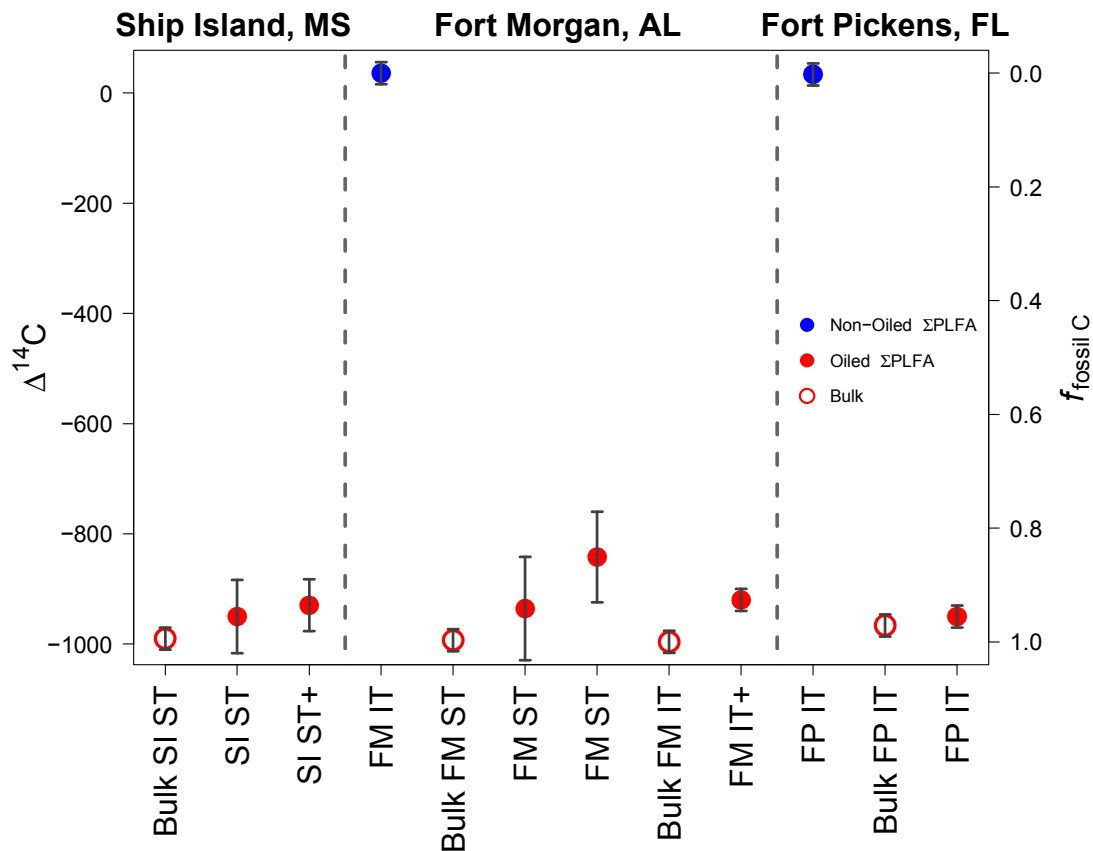 Ship Island, MS
Fort Morgan, AL
Fort Pickens, FL
Δ¹⁴C
0
−200
−400
−600
−800
−1000
0.0
0.2
0.4
0.6
0.8
1.0
f fossil C
Non−Oiled ΣPLFA
Oiled ΣPLFA
Bulk
Bulk SI ST
SI ST
SI ST+
FM IT
Bulk FM ST
FM ST
FM ST
Bulk FM IT
FM IT+
FP IT
Bulk FP IT
FP IT